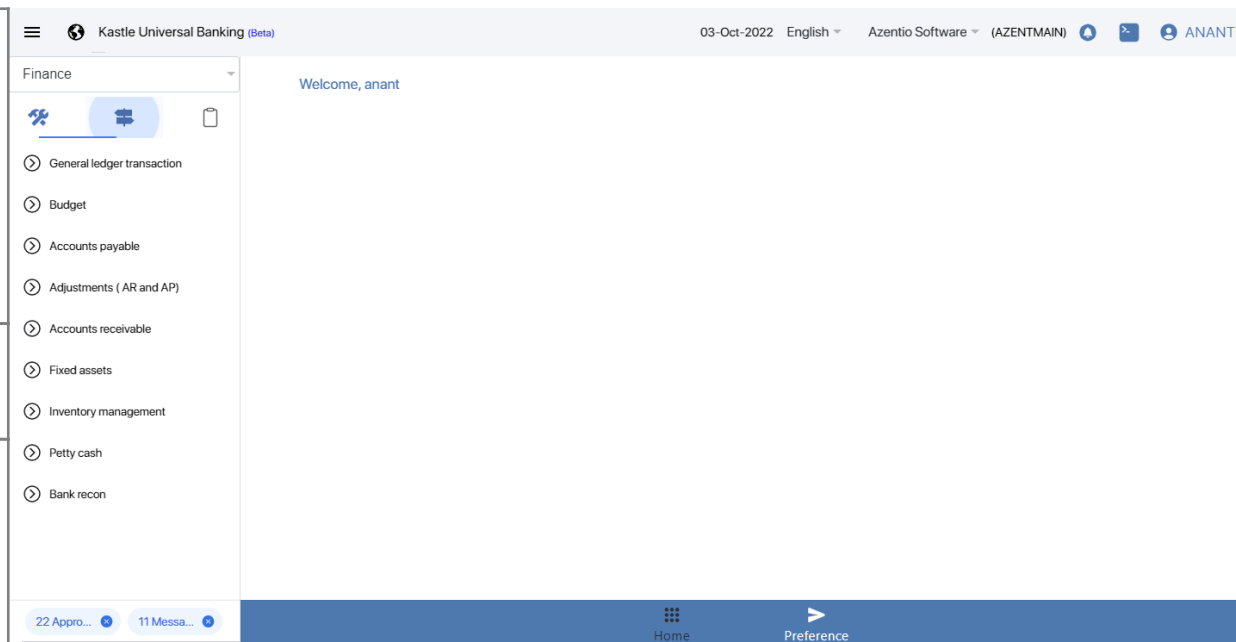 Kastle Universal Banking (Beta) 03-Oct-2022 English Azentio Software (AZENTMAIN) ANANT
Finance
Welcome, anant
General ledger transaction
Budget
Accounts payable
Adjustments ( AR and AP)
Accounts receivable
Fixed assets
Inventory management
Petty cash
Bank recon
22 Appro... 11 Messa...
Home Preference